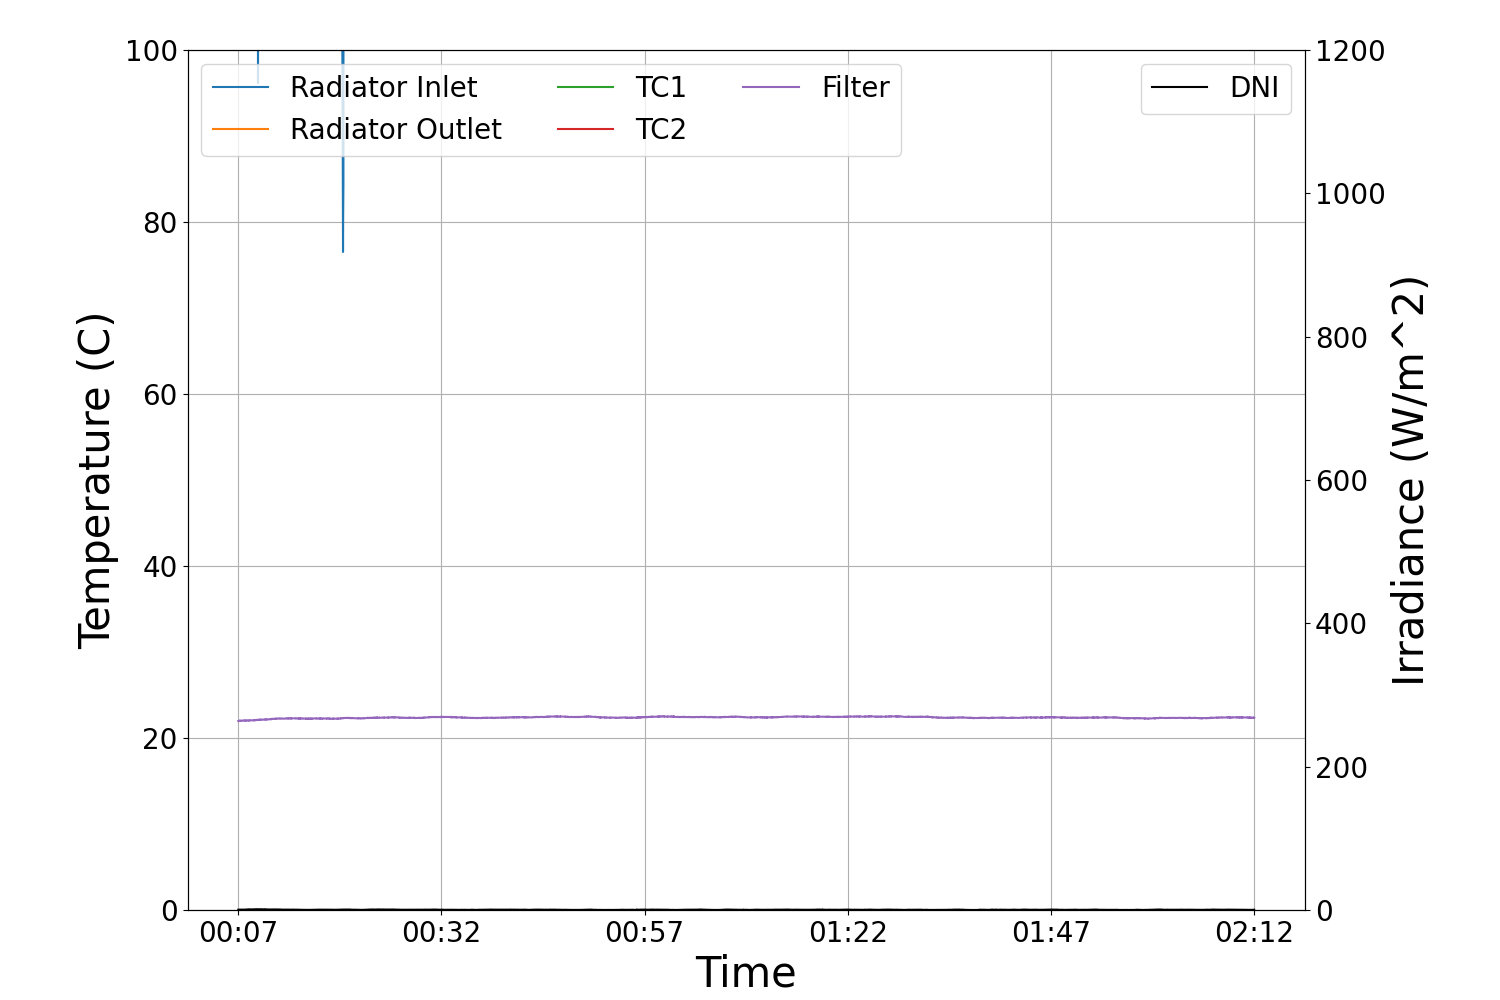 100
80
60
40
20
0
Temperature (C)
Radiator Inlet
Radiator Outlet
TC1
TC2
Filter
DNI
1200
1000
800
600
400
200
0
Irradiance (W/m^2)
00:07 00:32 00:57 01:22 01:47 02:12
Time